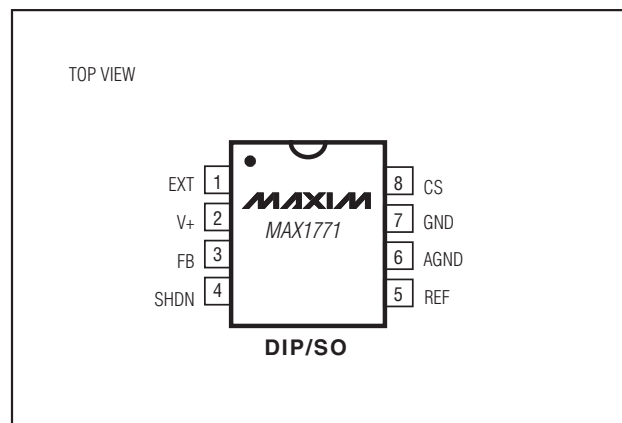 TOP VIEW
EXT 1
V+ 2
FB 3
SHDN 4
MAXIM
MAX1771
8 CS
7 GND
6 AGND
5 REF
DIP/SO